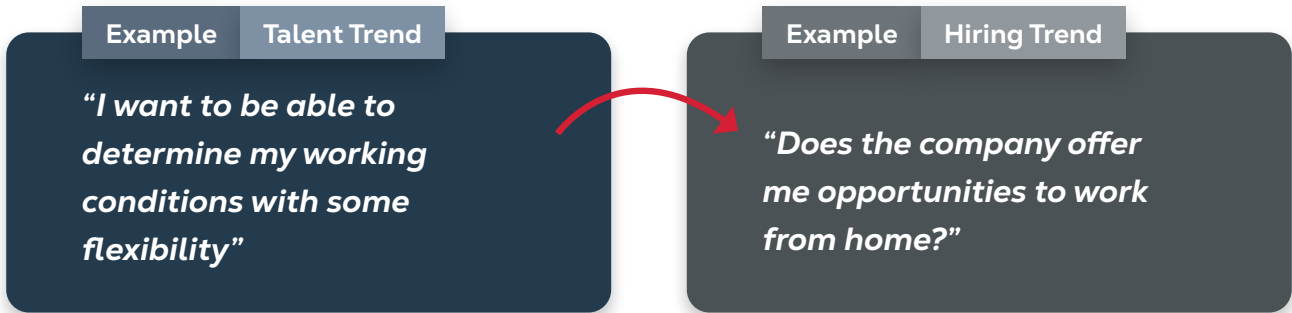 Example Talent Trend
“I want to be able to
determine my working
conditions with some
flexibility”
Example Hiring Trend
“Does the company offer
me opportunities to work
from home?”